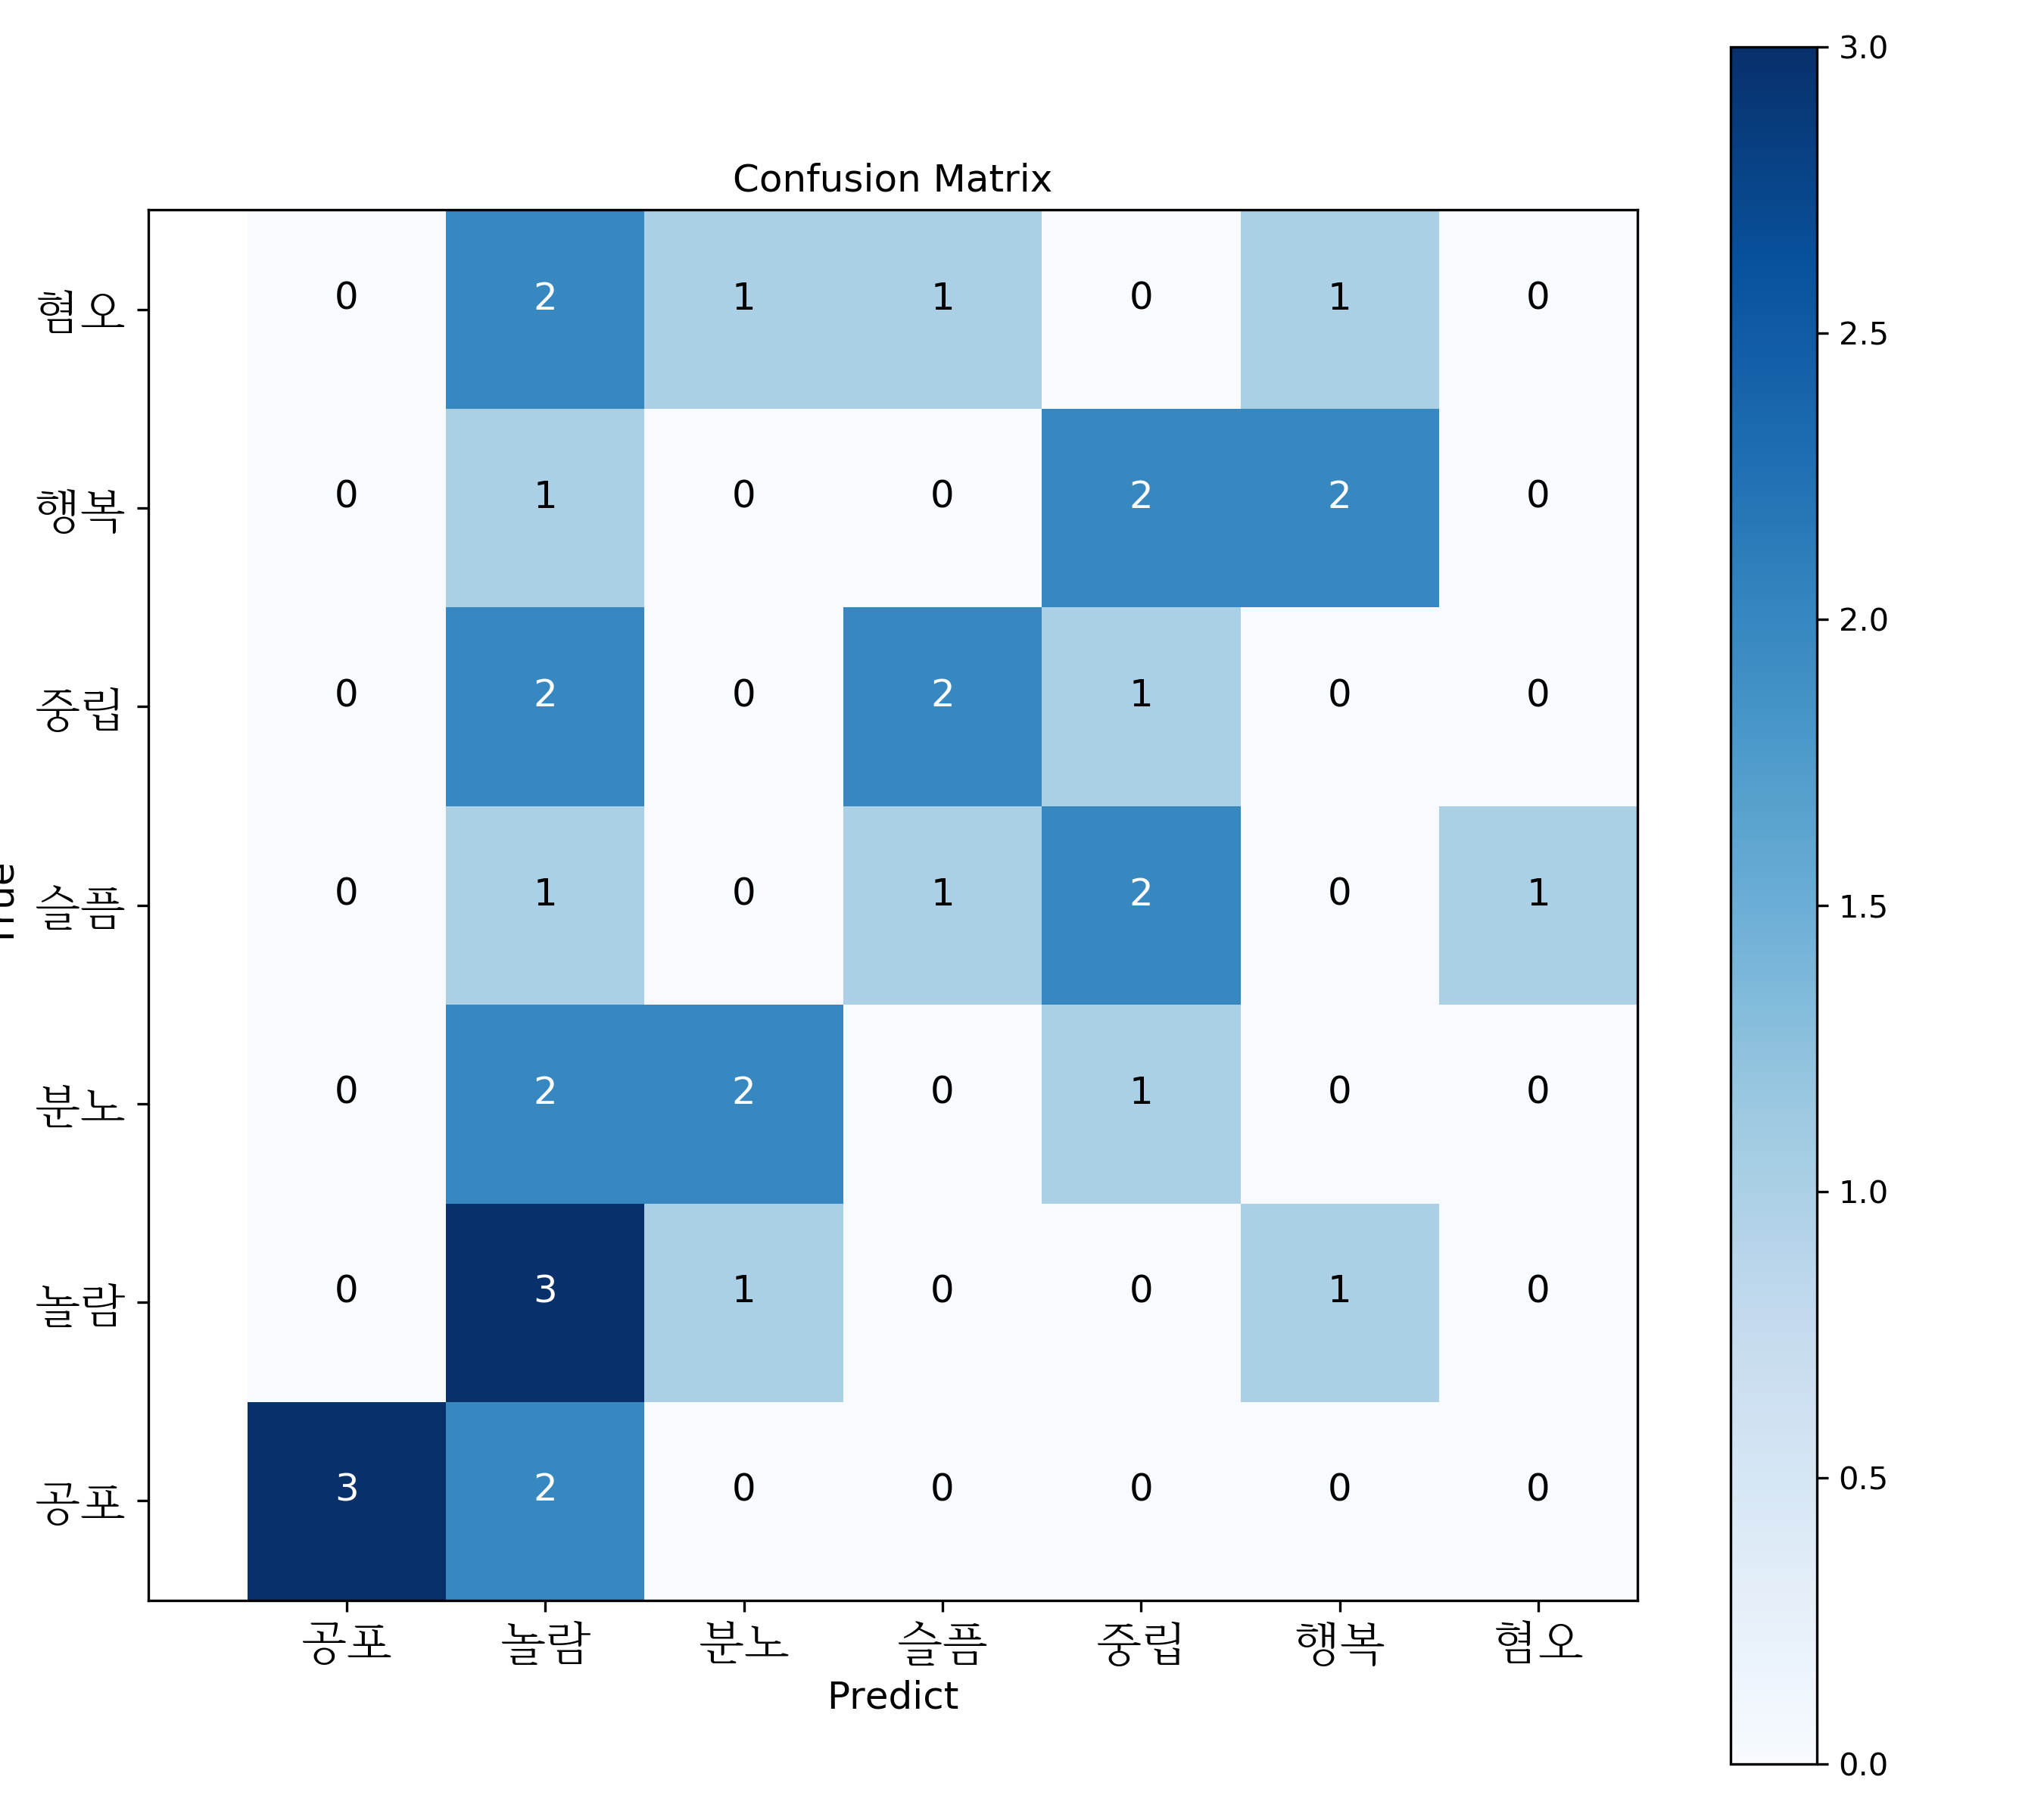 Confusion Matrix
혐오 0 2 1 1 0 1 0
행복 0 1 0 0 2 2 0
중립 0 2 0 2 1 0 0
슬픔 0 1 0 1 2 0 1
분노 0 2 2 0 1 0 0
놀람 0 3 1 0 0 1 0
공포 3 2 0 0 0 0 0
공포 놀람 분노 슬픔 중립 행복 혐오
Predict
True
3.0
2.5
2.0
1.5
1.0
0.5
0.0